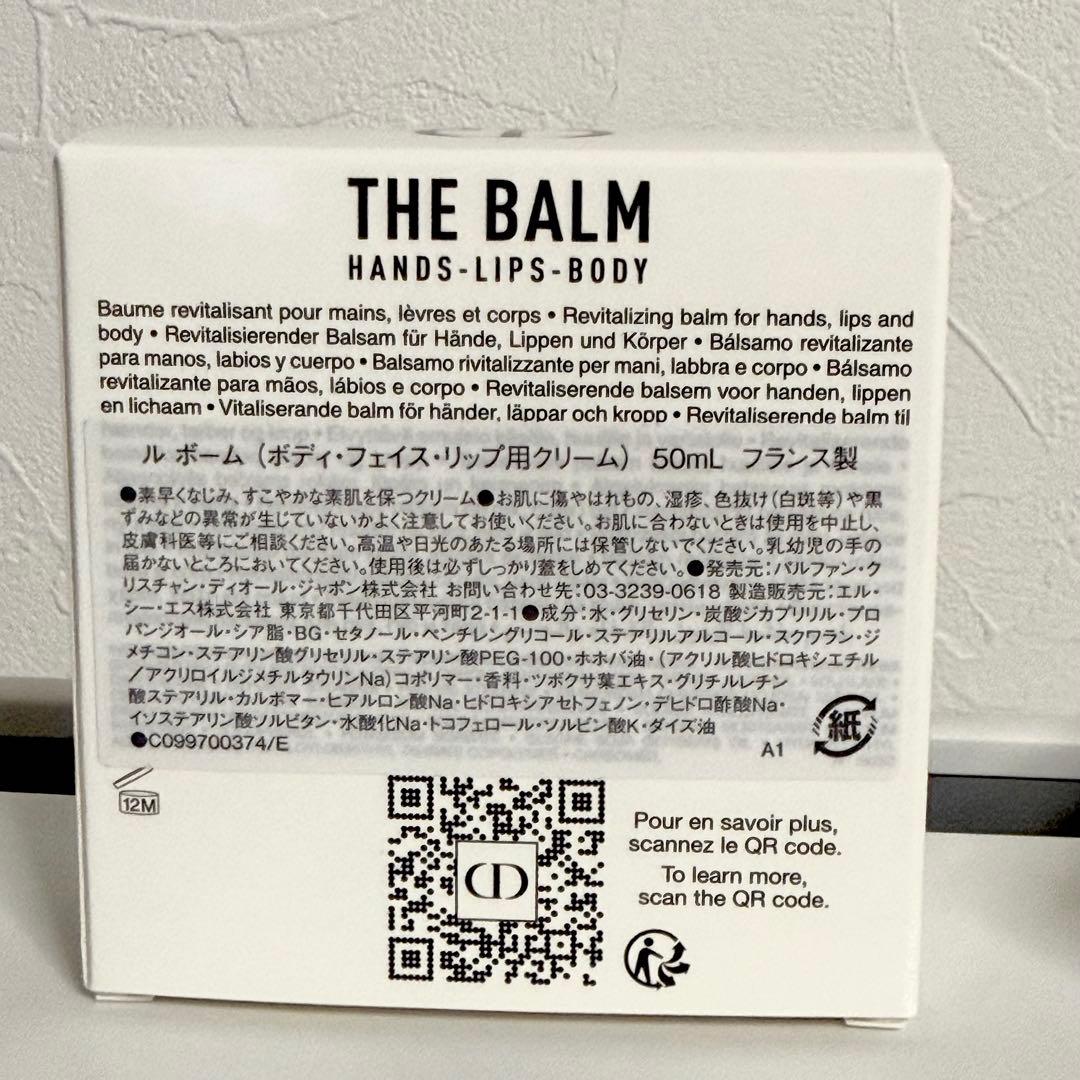 THE BALM
HANDS-LIPS-BODY
Baume revitalisant pour mains, lèvres et corps • Revitalizing balm for hands, lips and
body • Revitalisierender Balsam für Hände, Lippen und Körper • Bálsamo revitalizante
para manos, labios y cuerpo • Balsamo rivitalizzante per mani, labbra e corpo • Bálsamo
revitalizante para mãos, lábios e corpo • Revitaliserende balsem voor handen, lippen
en lichaam • Vitaliserande balm för händer, läppar och kropp • Revitaliserende balm til
ル ボーム（ボディ・フェイス・リップ用クリーム） 50mL フランス製
●素早くなじみ、すこやかな素肌を保つクリーム●お肌に傷やはれもの、湿疹、色抜け(白斑等)や黒
ずみなどの異常が生じていないかよく注意してお使いください。お肌に合わないときは使用を中止し、
皮膚科医等にご相談ください。高温や日光のあたる場所には保管しないでください。乳幼児の手の
届かないところにおいてください。使用後は必ずしっかり蓋をしめてください。●発売元：パルファン・ク
リスチャン・ディオール・ジャポン株式会社 お問い合わせ先：03-3239-0618 製造販売元：エル・
シー・エス株式会社 東京都千代田区平河町2-1-1●成分：水・グリセリン・炭酸ジカプリリル・プロ
パンジオール・シア脂・BG・セタノール・ペンチレングリコール・ステアリルアルコール・スクワラン・ジ
メチコン・ステアリン酸グリセリル・ステアリン酸PEG-100・ホホバ油・（アクリル酸ヒドロキシエチル
／アクリロイルジメチルタウリンNa）コポリマー・香料・ツボクサ葉エキス・グリチルレチン
酸ステアリル・カルボマー・ヒアルロン酸Na・ヒドロキシアセトフェノン・デヒドロ酢酸Na・
イソステアリン酸ソルビタン・水酸化Na・トコフェロール・ソルビン酸K・ダイズ油
●C099700374/E
A1
紙
12M
CD
Pour en savoir plus,
scannez le QR code.
To learn more,
scan the QR code.